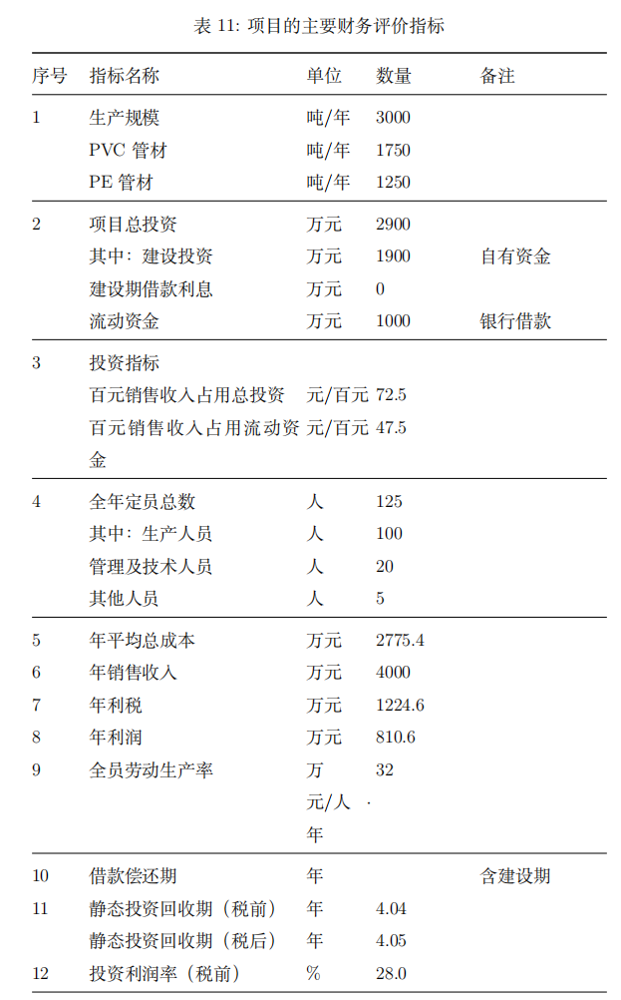 表 11: 项目的主要财务评价指标
序号 指标名称 单位 数量 备注
1 生产规模 吨/年 3000
PVC 管材 吨/年 1750
PE 管材 吨/年 1250
2 项目总投资 万元 2900
其中：建设投资 万元 1900 自有资金
建设期借款利息 万元 0
流动资金 万元 1000 银行借款
3 投资指标
百元销售收入占用总投资 元/百元 72.5
百元销售收入占用流动资 元/百元 47.5
金
4 全年定员总数 人 125
其中：生产人员 人 100
管理及技术人员 人 20
其他人员 人 5
5 年平均总成本 万元 2775.4
6 年销售收入 万元 4000
7 年利税 万元 1224.6
8 年利润 万元 810.6
9 全员劳动生产率 万 32
元/人 ·
年
10 借款偿还期 年 含建设期
11 静态投资回收期（税前） 年 4.04
静态投资回收期（税后） 年 4.05
12 投资利润率（税前） % 28.0